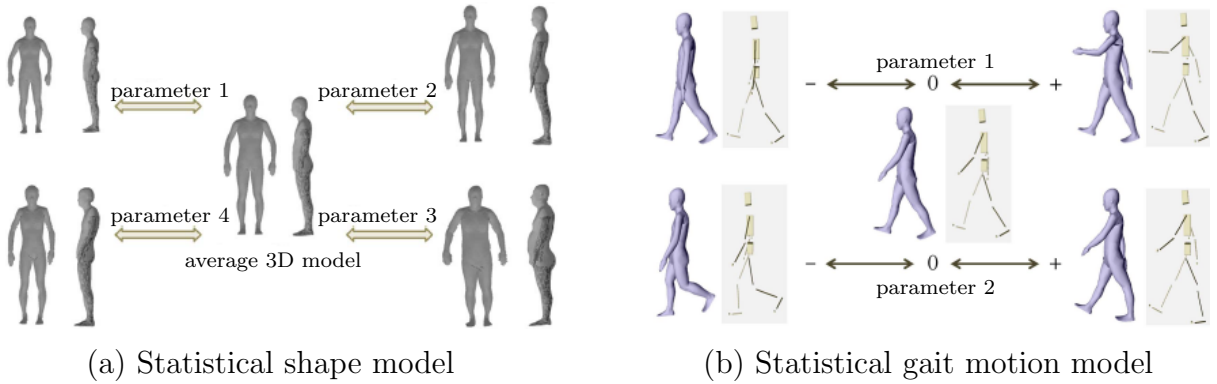 parameter 1
parameter 2
parameter 4
parameter 3
average 3D model
(a) Statistical shape model
parameter 1
- 0 +
- 0 +
parameter 2
(b) Statistical gait motion model